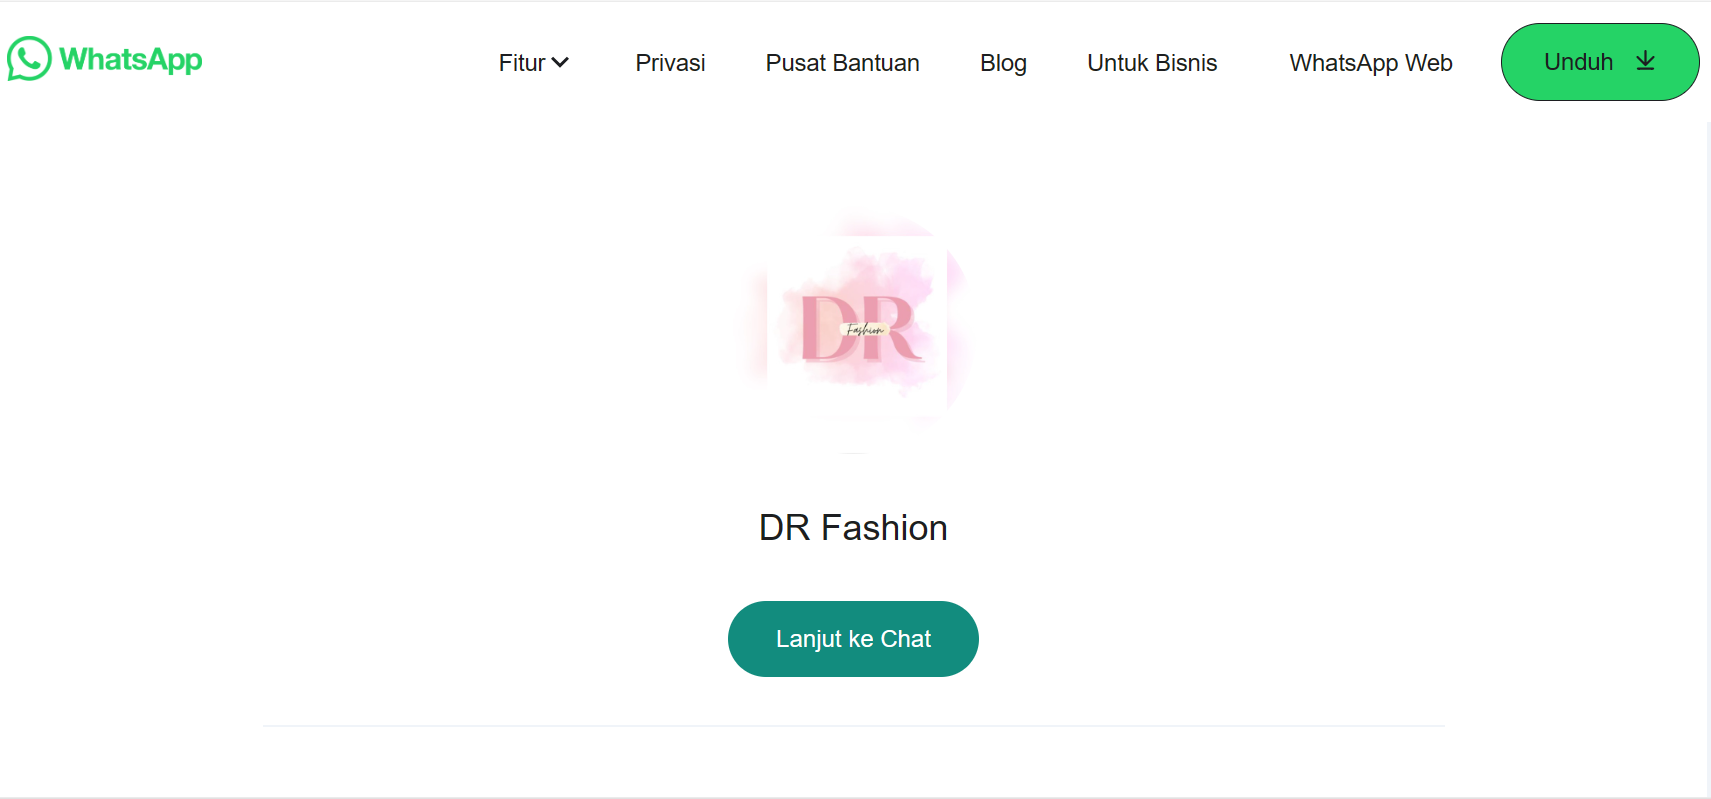 WhatsApp
Fitur
Privasi
Pusat Bantuan
Blog
Untuk Bisnis
WhatsApp Web
Unduh
DR
Fashion
DR Fashion
Lanjut ke Chat